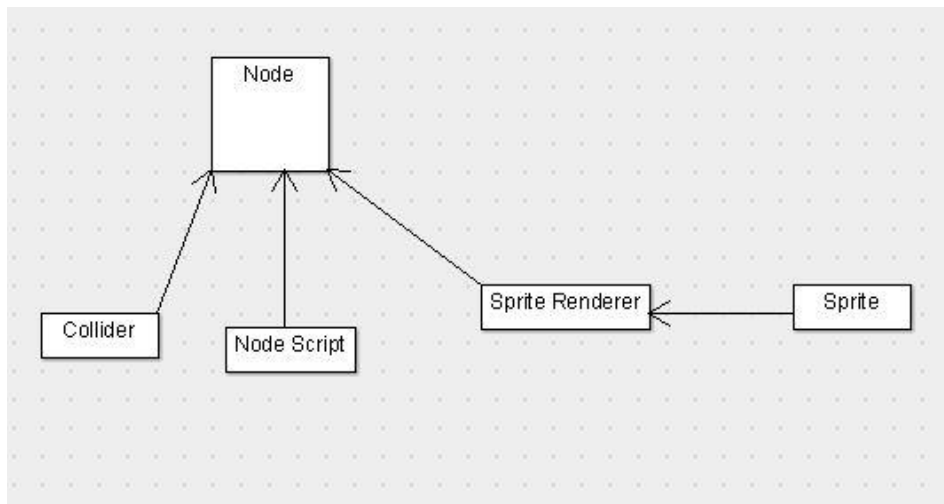 Node
Collider
Node Script
Sprite Renderer
Sprite